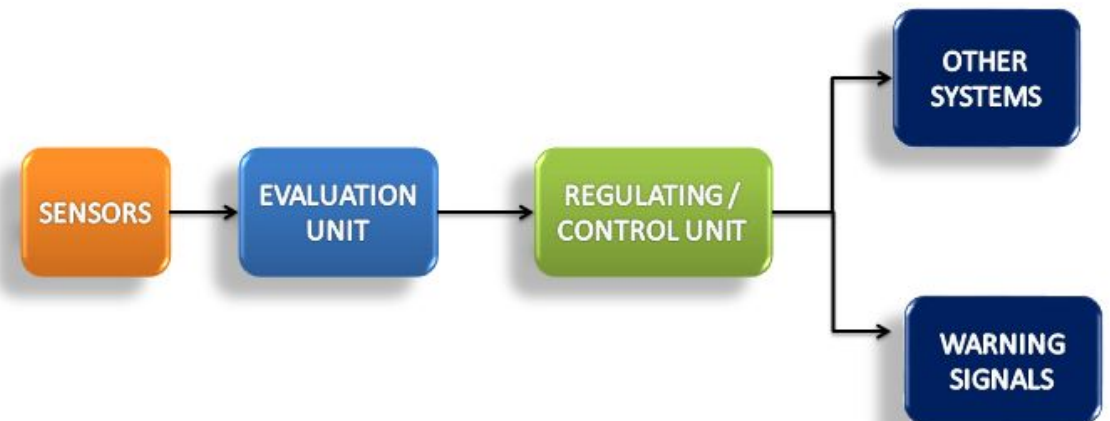 SENSORS
EVALUATION
UNIT
REGULATING /
CONTROL UNIT
OTHER
SYSTEMS
WARNING
SIGNALS